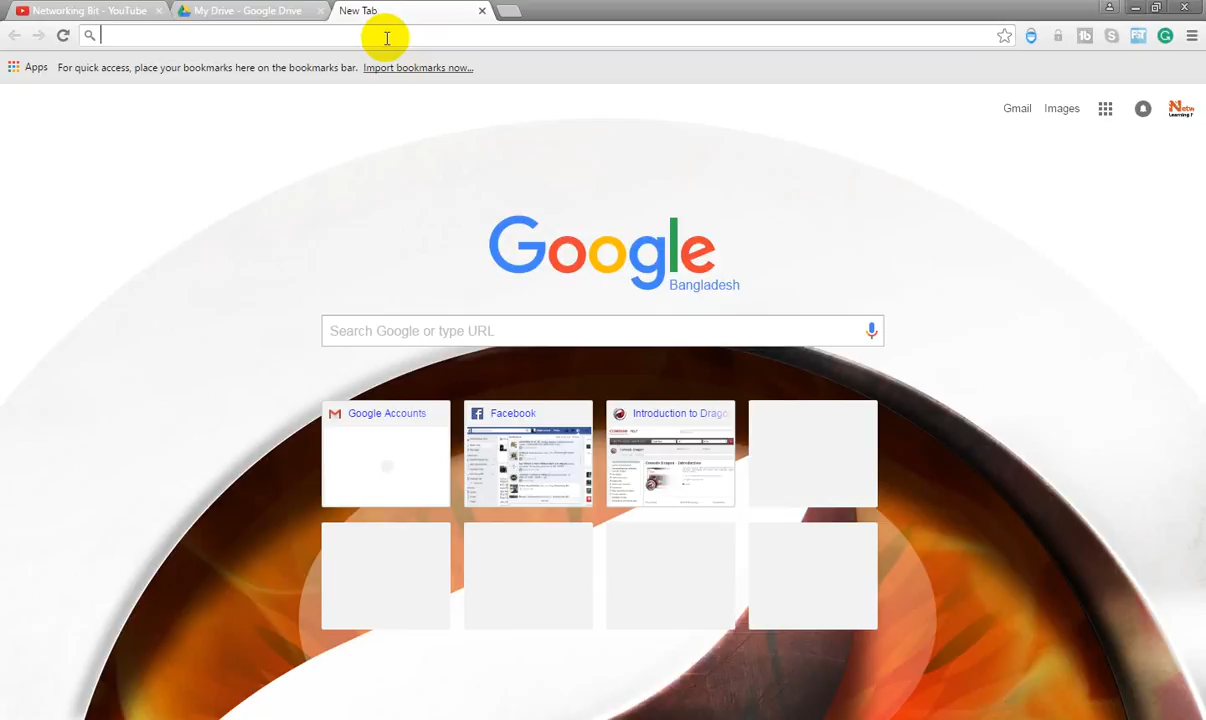 Networking Bit - YouTube
My Drive - Google Drive
New Tab
Apps
For quick access, place your bookmarks here on the bookmarks bar.
Import bookmarks now...
Gmail
Images
Google
Bangladesh
Search Google or type URL
Google Accounts
Facebook
Introduction to Drago